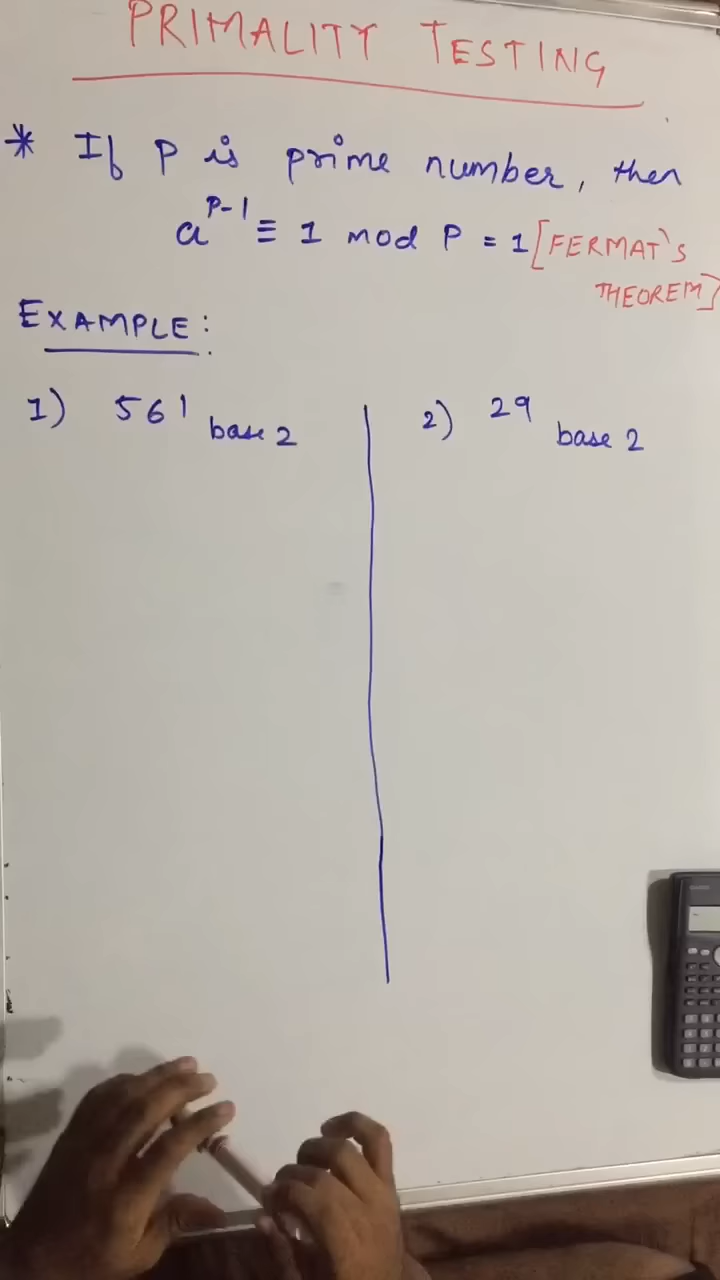 PRIMALITY TESTING
* If P is prime number, then
a^{P-1} ≡ 1 mod P = 1 [FERMAT'S
THEOREM]
EXAMPLE:
1) 561 base 2
2) 29 base 2